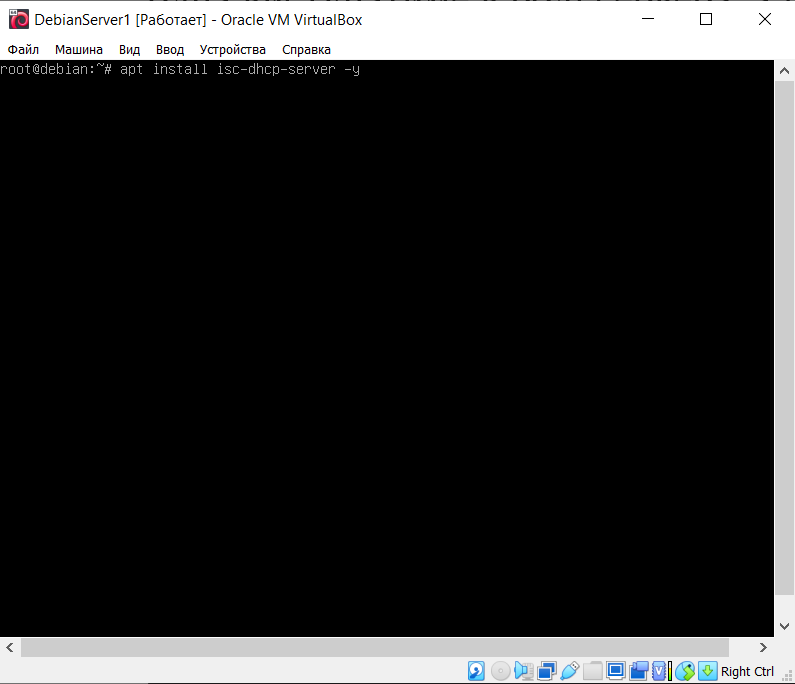 DebianServer1 [Работает] - Oracle VM VirtualBox
Файл Машина Вид Ввод Устройства Справка
root@debian:~# apt install isc-dhcp-server -y
Right Ctrl